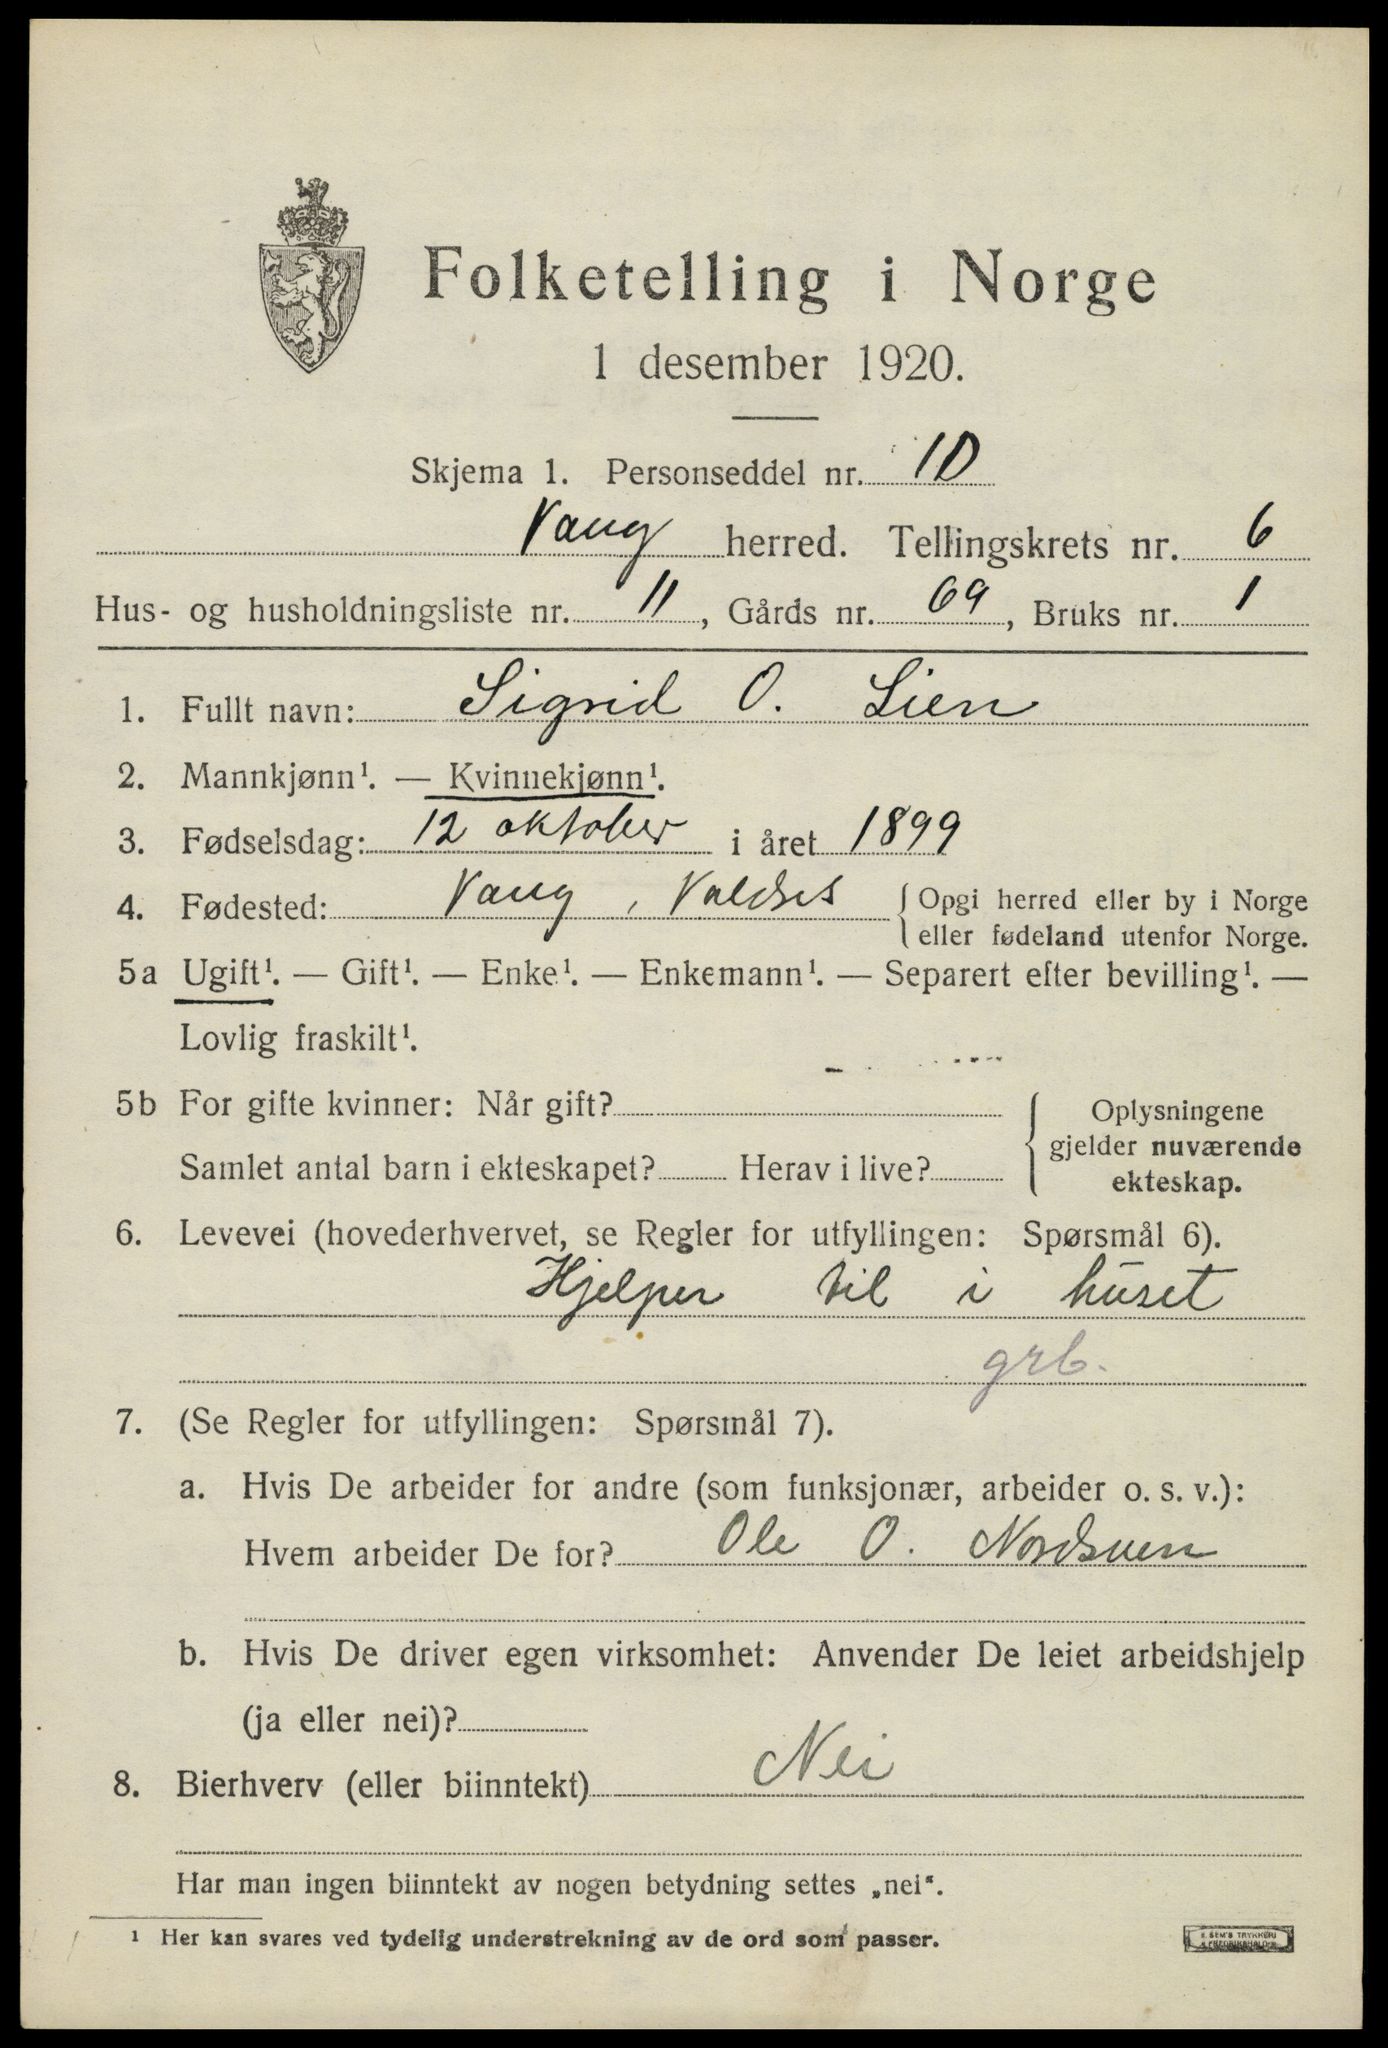 Folketelling i Norge
1 desember 1920.
Skjema 1. Personseddel nr. 10
Vang herred. Tellingskrets nr. 6
Hus- og husholdningsliste nr. 11, Gårds nr. 69, Bruks nr. 1
1. Fullt navn: Sigrid O. Lien
2. Mannkjønn¹. — Kvinnekjønn¹.
3. Fødselsdag: 12 oktober i året 1899
4. Fødested: Vang, Valdres { Opgi herred eller by i Norge
eller fødeland utenfor Norge.
5a Ugift¹. — Gift¹. — Enke¹. — Enkemann¹. — Separert efter bevilling¹. —
Lovlig fraskilt¹.
5b For gifte kvinner: Når gift?
Samlet antal barn i ekteskapet? Herav i live?
{ Oplysningene
gjelder nuværende
ekteskap.
6. Levevei (hovederhvervet, se Regler for utfyllingen: Spørsmål 6).
Hjelper til i huset
grb.
7. (Se Regler for utfyllingen: Spørsmål 7).
a. Hvis De arbeider for andre (som funksjonær, arbeider o. s. v.):
Hvem arbeider De for? Ole O. Nordsven
b. Hvis De driver egen virksomhet: Anvender De leiet arbeidshjelp
(ja eller nei)?
8. Bierhverv (eller biinntekt) Nei
Har man ingen biinntekt av nogen betydning settes „nei“.
¹ Her kan svares ved tydelig understrekning av de ord som passer.
E. SEM'S TRYKKERI
FREDRIKSHALD